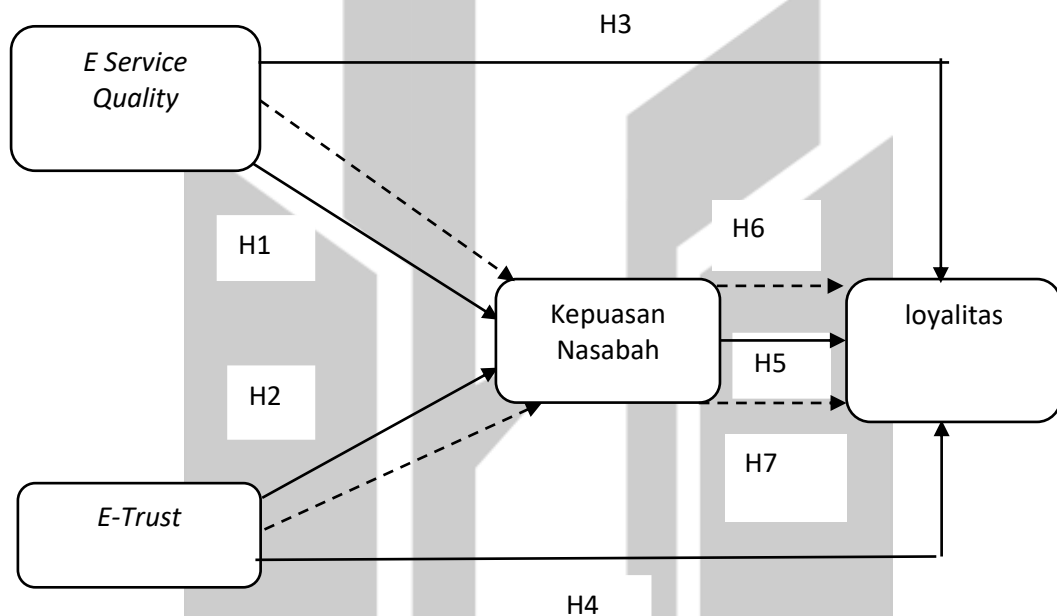 H3
E Service
Quality
H1
H6
Kepuasan
Nasabah
loyalitas
H5
H2
H7
E-Trust
H4